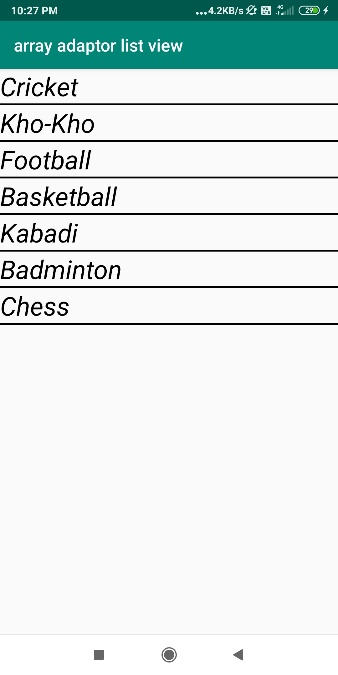 10:27 PM
...4.2KB/s
29
array adaptor list view
Cricket
Kho-Kho
Football
Basketball
Kabadi
Badminton
Chess